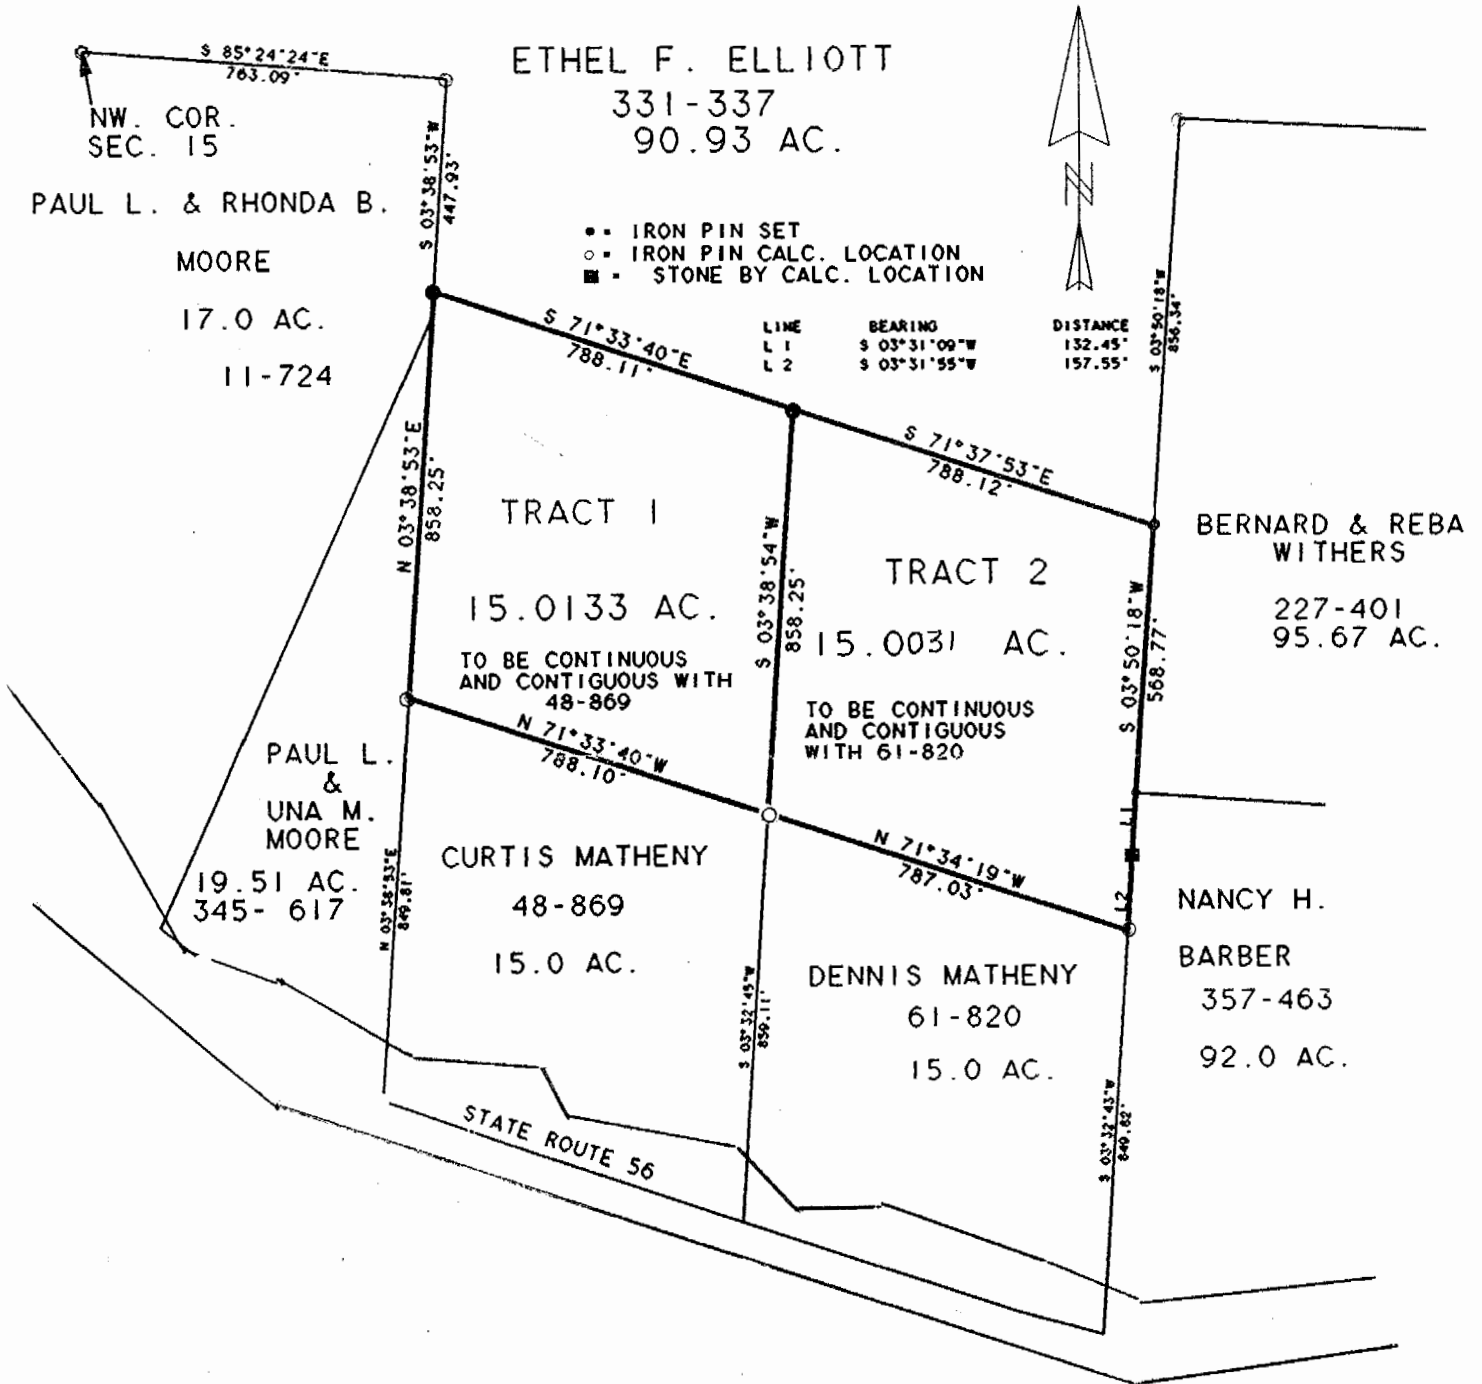 S 85°24'24"E
763.09'
NW. COR.
SEC. 15
ETHEL F. ELLIOTT
331-337
90.93 AC.
S 03°38'53"W
447.93'
PAUL L. & RHONDA B.
MOORE
17.0 AC.
11-724
● - IRON PIN SET
○ - IRON PIN CALC. LOCATION
■ - STONE BY CALC. LOCATION
N
LINE BEARING DISTANCE
L 1 S 03°31'09"W 132.45'
L 2 S 03°31'55"W 157.55'
S 03°50'18"W
856.34'
S 71°33'40"E
788.11'
S 71°37'53"E
788.12'
N 03°38'53"E
858.25'
TRACT 1
15.0133 AC.
TO BE CONTINUOUS
AND CONTIGUOUS WITH
48-869
S 03°38'54"W
858.25'
TRACT 2
15.0031 AC.
TO BE CONTINUOUS
AND CONTIGUOUS
WITH 61-820
S 03°50'18"W
568.77'
BERNARD & REBA
WITHERS
227-401
95.67 AC.
N 71°33'40"W
788.10'
PAUL L.
&
UNA M.
MOORE
19.51 AC.
345- 617
N 03°38'53"E
849.81'
CURTIS MATHENY
48-869
15.0 AC.
N 71°34'19"W
787.03'
L1
L2
NANCY H.
BARBER
357-463
92.0 AC.
S 03°32'45"W
859.11'
DENNIS MATHENY
61-820
15.0 AC.
S 03°32'43"W
849.82'
STATE ROUTE 56